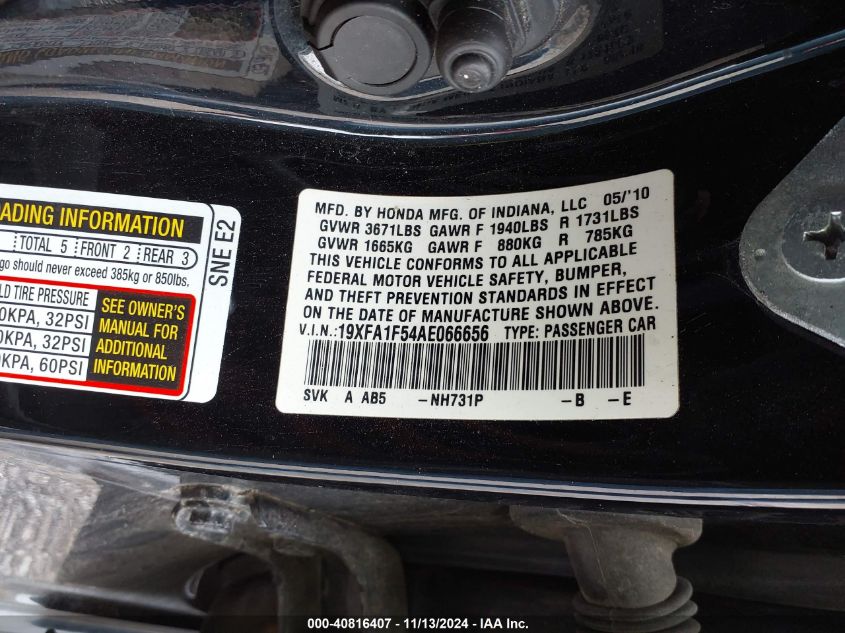 MFD. BY HONDA MFG. OF INDIANA, LLC 05/'10
GVWR 3671LBS GAWR F 1940LBS R 1731LBS
GVWR 1665KG GAWR F 880KG R 785KG
THIS VEHICLE CONFORMS TO ALL APPLICABLE
FEDERAL MOTOR VEHICLE SAFETY, BUMPER,
AND THEFT PREVENTION STANDARDS IN EFFECT
ON THE DATE OF MANUFACTURE SHOWN ABOVE.
V.I.N.:19XFA1F54AE066656 TYPE: PASSENGER CAR
SVK A AB5 -NH731P -B -E
ADING INFORMATION
TOTAL 5 FRONT 2 REAR 3
go should never exceed 385kg or 850lbs.
LD TIRE PRESSURE
0KPA, 32PSI
0KPA, 32PSI
0KPA, 60PSI
SEE OWNER'S
MANUAL FOR
ADDITIONAL
INFORMATION
SNE E2
000-40816407 - 11/13/2024 - IAA Inc.